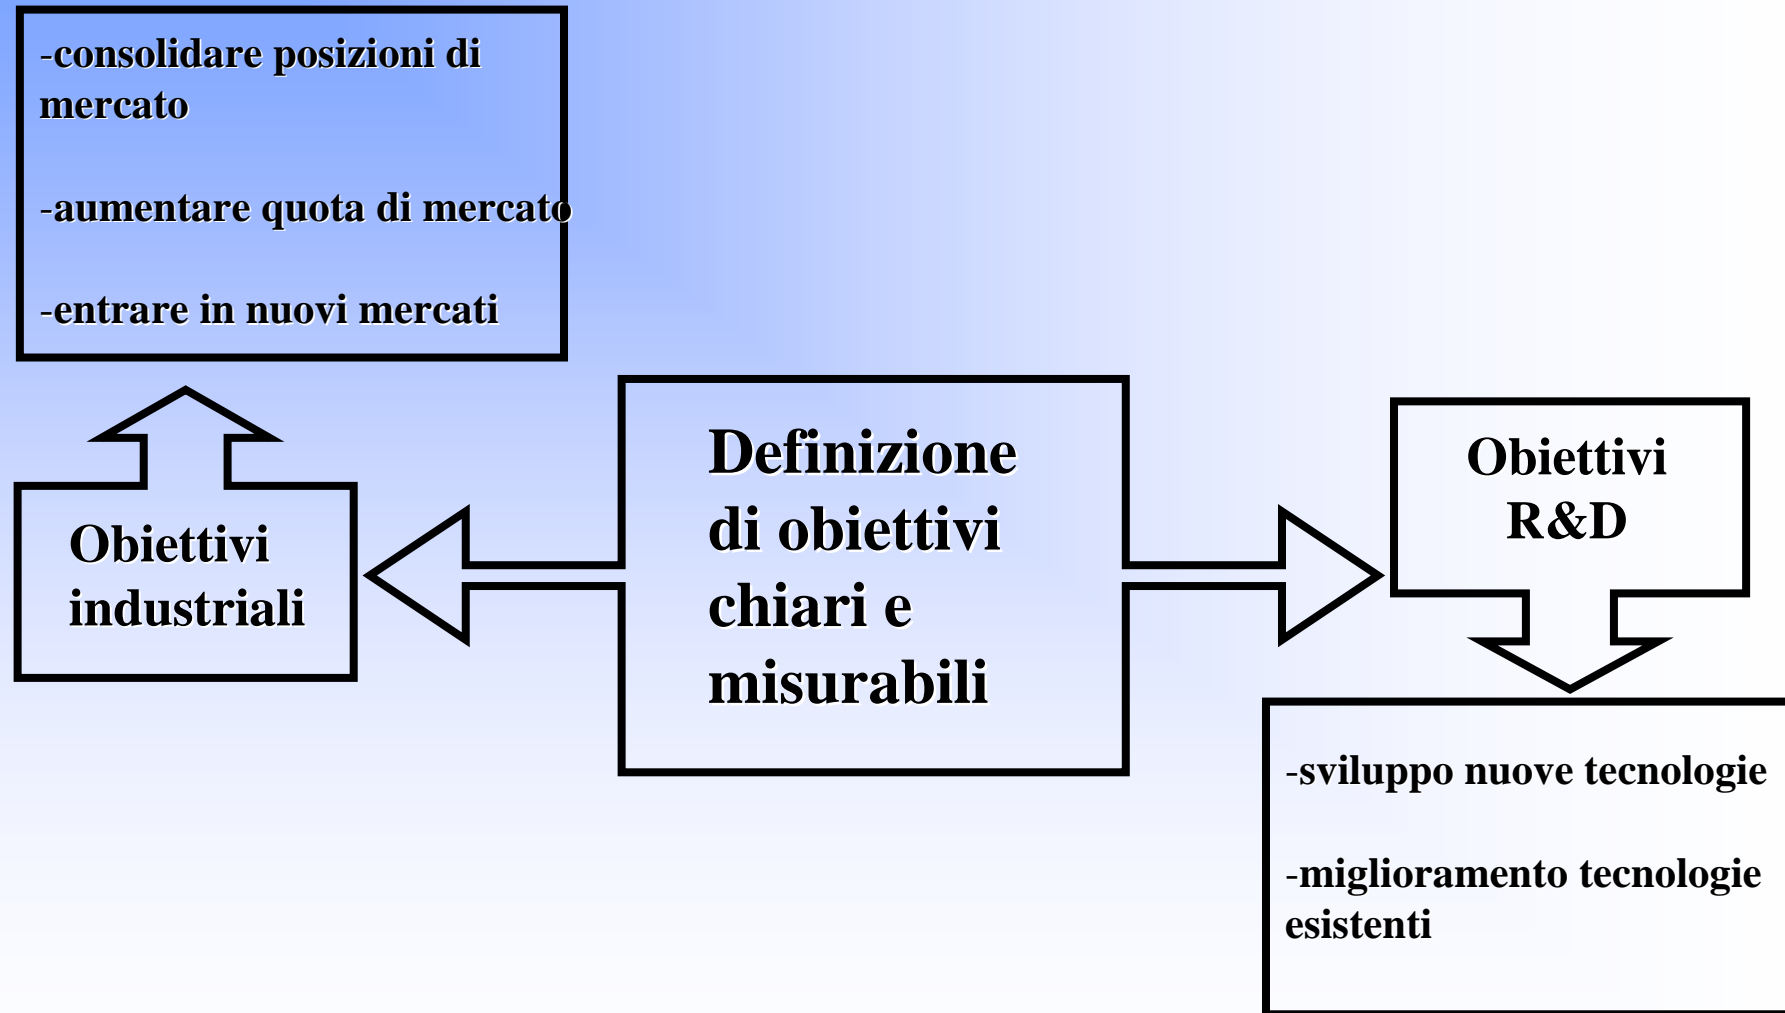 -consolidare posizioni di
mercato
-aumentare quota di mercato
-entrare in nuovi mercati
Obiettivi
industriali
Definizione
di obiettivi
chiari e
misurabili
Obiettivi
R&D
-sviluppo nuove tecnologie
-miglioramento tecnologie
esistenti